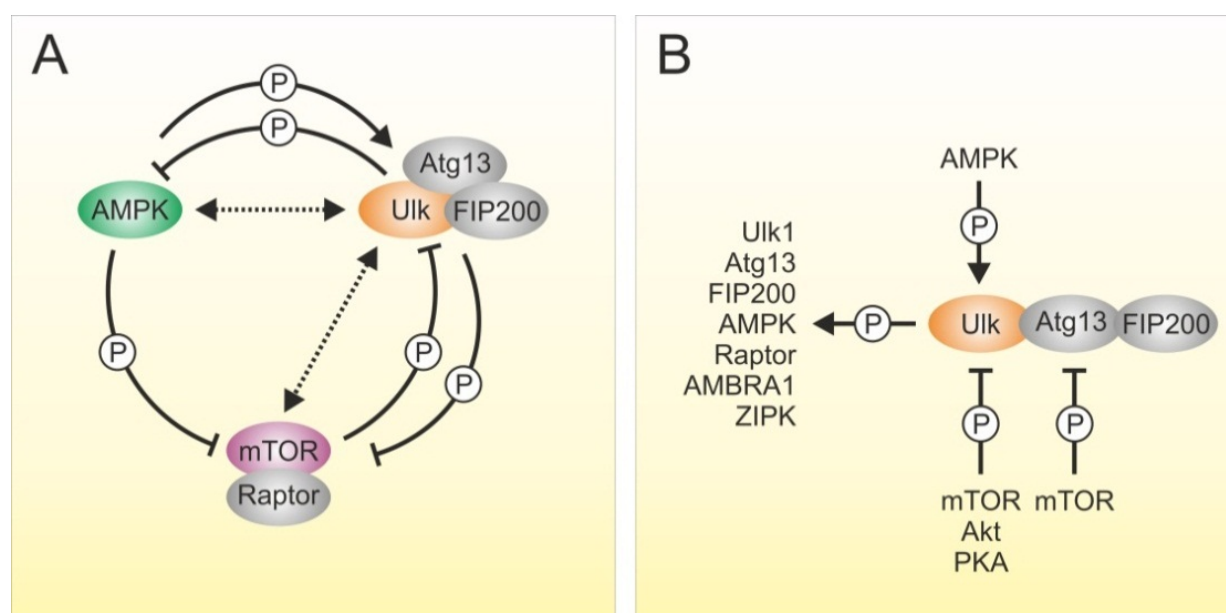 A
P
P
Atg13
AMPK
Ulk
FIP200
P
P
P
mTOR
Raptor
B
AMPK
P
Ulk1
Atg13
FIP200
AMPK
Raptor
AMBRA1
ZIPK
P
Ulk
Atg13
FIP200
P
P
mTOR
Akt
PKA
mTOR